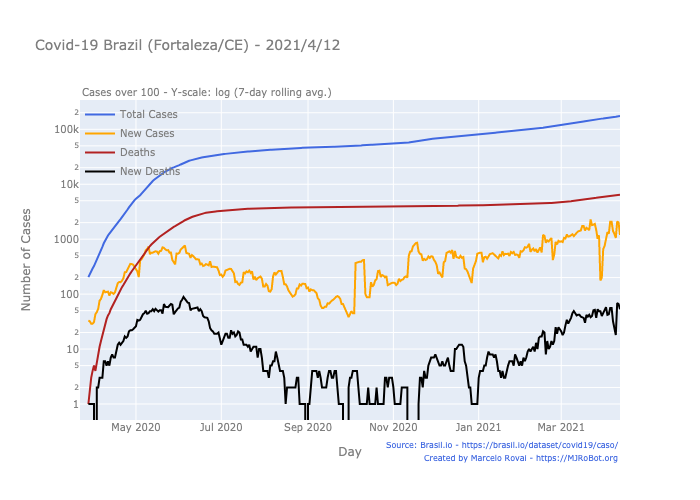 Covid-19 Brazil (Fortaleza/CE) - 2021/4/12
Cases over 100 - Y-scale: log (7-day rolling avg.)
Total Cases
New Cases
Deaths
New Deaths
2
100k
5
2
10k
5
2
1000
5
2
100
5
2
10
5
2
1
Number of Cases
May 2020
Jul 2020
Sep 2020
Nov 2020
Jan 2021
Mar 2021
Day
Source: Brasil.io - https://brasil.io/dataset/covid19/caso/
Created by Marcelo Rovai - https://MJRoBot.org